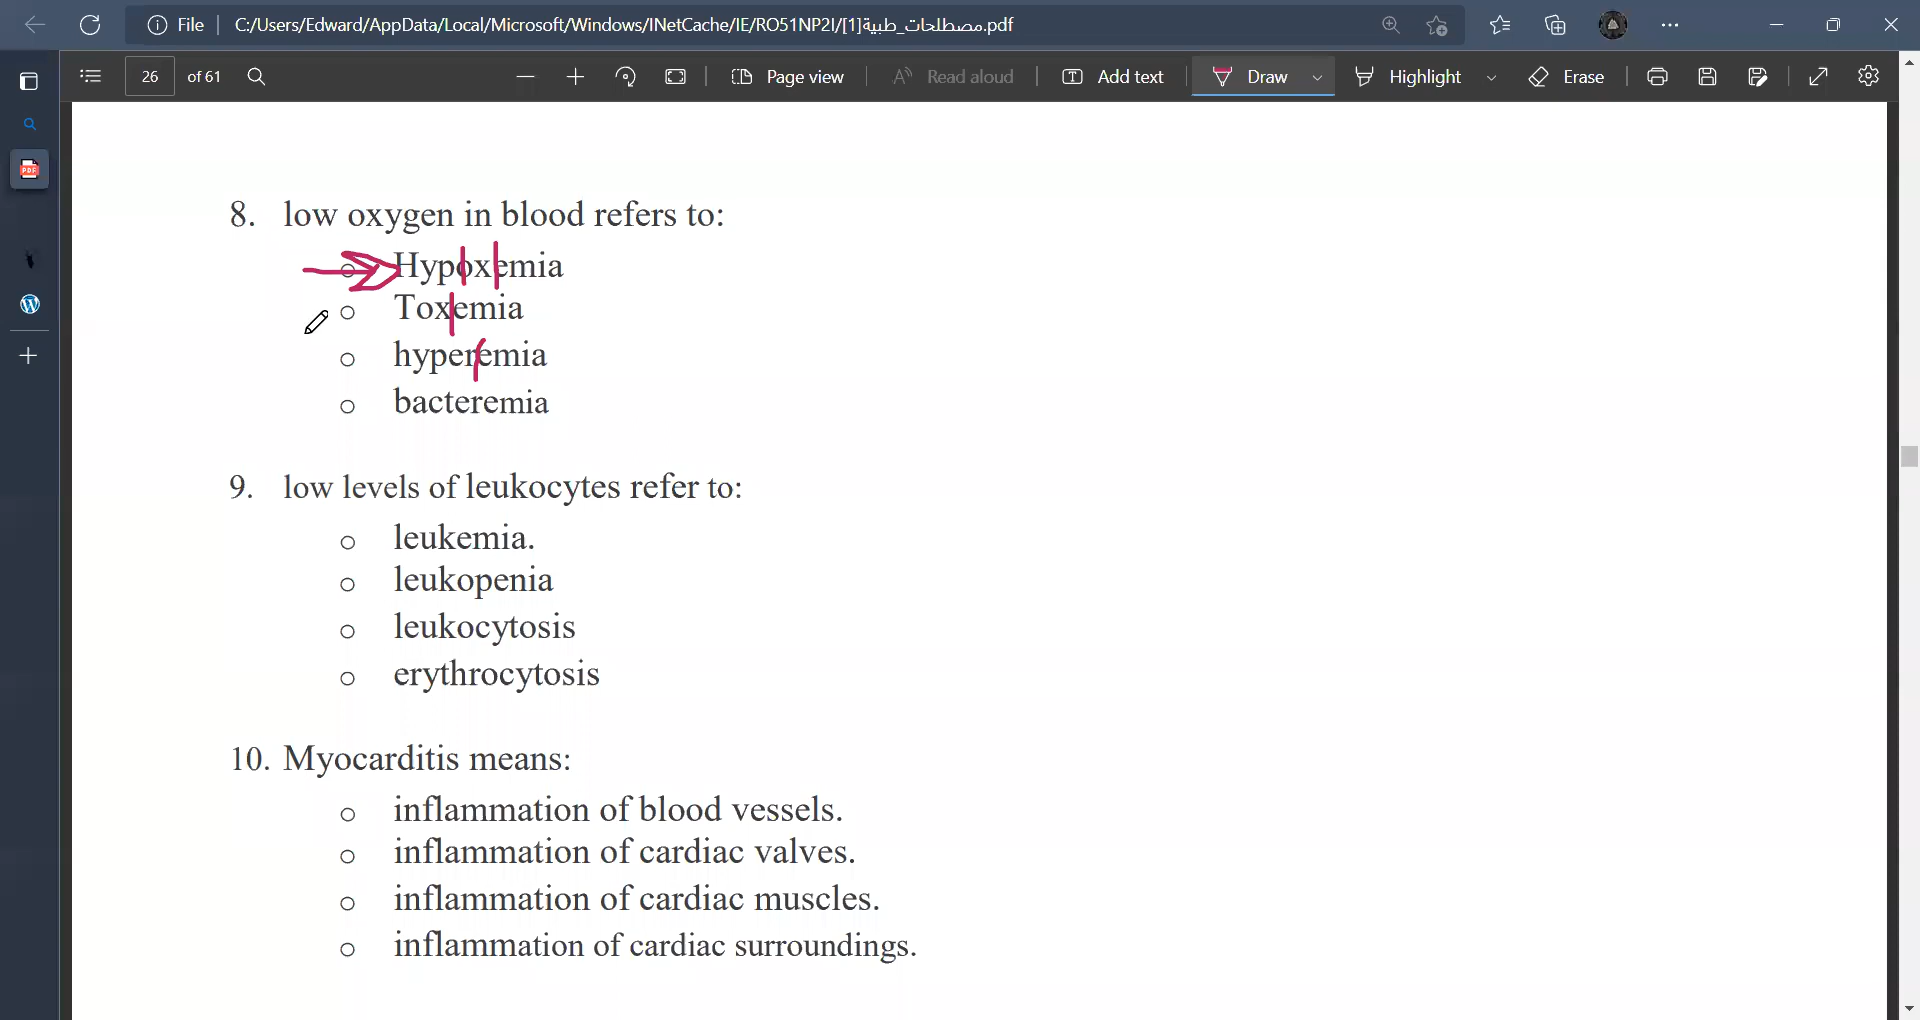 File
C:/Users/Edward/AppData/Local/Microsoft/Windows/INetCache/IE/RO51NP2I/[1]مصطلحات_طبية.pdf
26 of 61
Page view
Read aloud
Add text
Draw
Highlight
Erase
8. low oxygen in blood refers to:
Hypoxemia
Toxemia
hyperemia
bacteremia
9. low levels of leukocytes refer to:
leukemia.
leukopenia
leukocytosis
erythrocytosis
10. Myocarditis means:
inflammation of blood vessels.
inflammation of cardiac valves.
inflammation of cardiac muscles.
inflammation of cardiac surroundings.